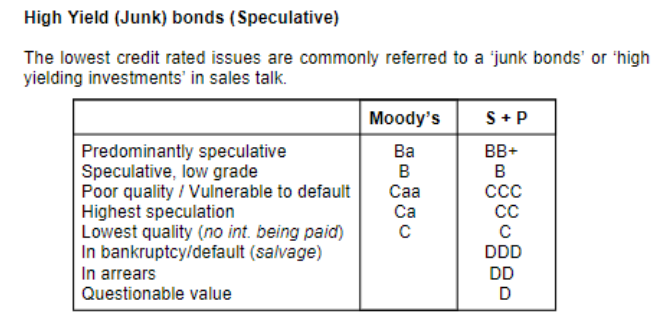 High Yield (Junk) bonds (Speculative)
The lowest credit rated issues are commonly referred to a 'junk bonds' or 'high
yielding investments' in sales talk.
Moody's S + P
Predominantly speculative Ba BB+
Speculative, low grade B B
Poor quality / Vulnerable to default Caa CCC
Highest speculation Ca CC
Lowest quality (no int. being paid) C C
In bankruptcy/default (salvage) DDD
In arrears DD
Questionable value D